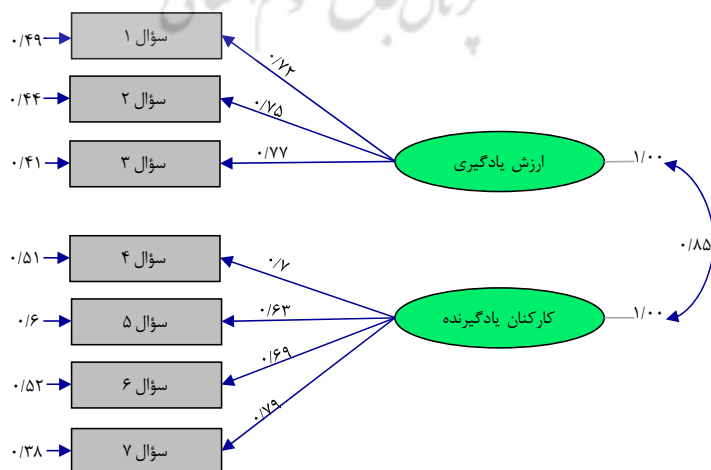 سؤال ۱
۰/۴۹
۰/۷۲
سؤال ۲
۰/۴۴
۰/۷۵
سؤال ۳
۰/۴۱
۰/۷۷
ارزش یادگیری
۱/۰۰
۰/۸۵
سؤال ۴
۰/۵۱
۰/۷
سؤال ۵
۰/۶
۰/۶۳
کارکنان یادگیرنده
۱/۰۰
سؤال ۶
۰/۵۲
۰/۶۹
سؤال ۷
۰/۳۸
۰/۷۹